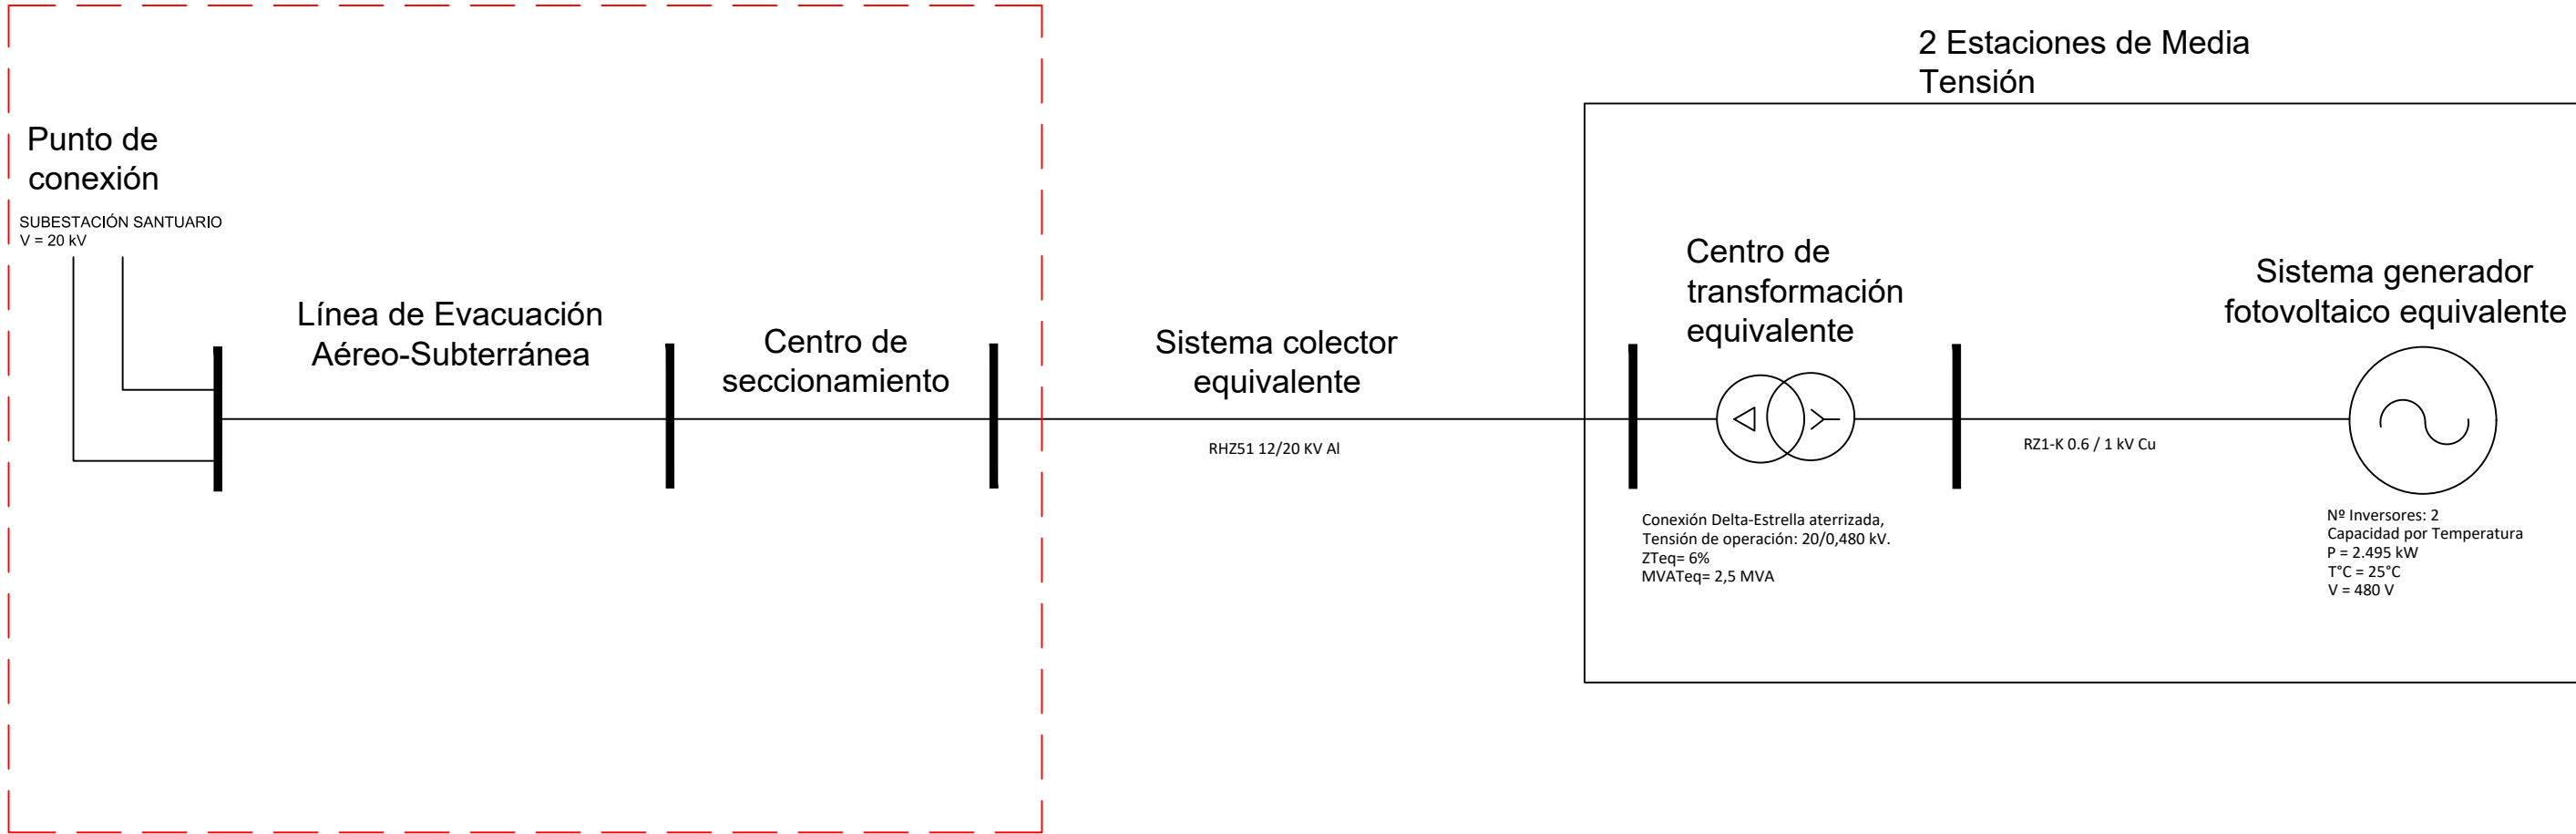 2 Estaciones de Media
Tensión
Punto de
conexión
SUBESTACIÓN SANTUARIO
V = 20 kV
Línea de Evacuación
Aéreo-Subterránea
Centro de
seccionamiento
Sistema colector
equivalente
RHZ51 12/20 KV Al
Centro de
transformación
equivalente
Conexión Delta-Estrella aterrizada,
Tensión de operación: 20/0,480 kV.
ZTeq= 6%
MVATeq= 2,5 MVA
RZ1-K 0.6 / 1 kV Cu
Sistema generador
fotovoltaico equivalente
Nº Inversores: 2
Capacidad por Temperatura
P = 2.495 kW
T°C = 25°C
V = 480 V